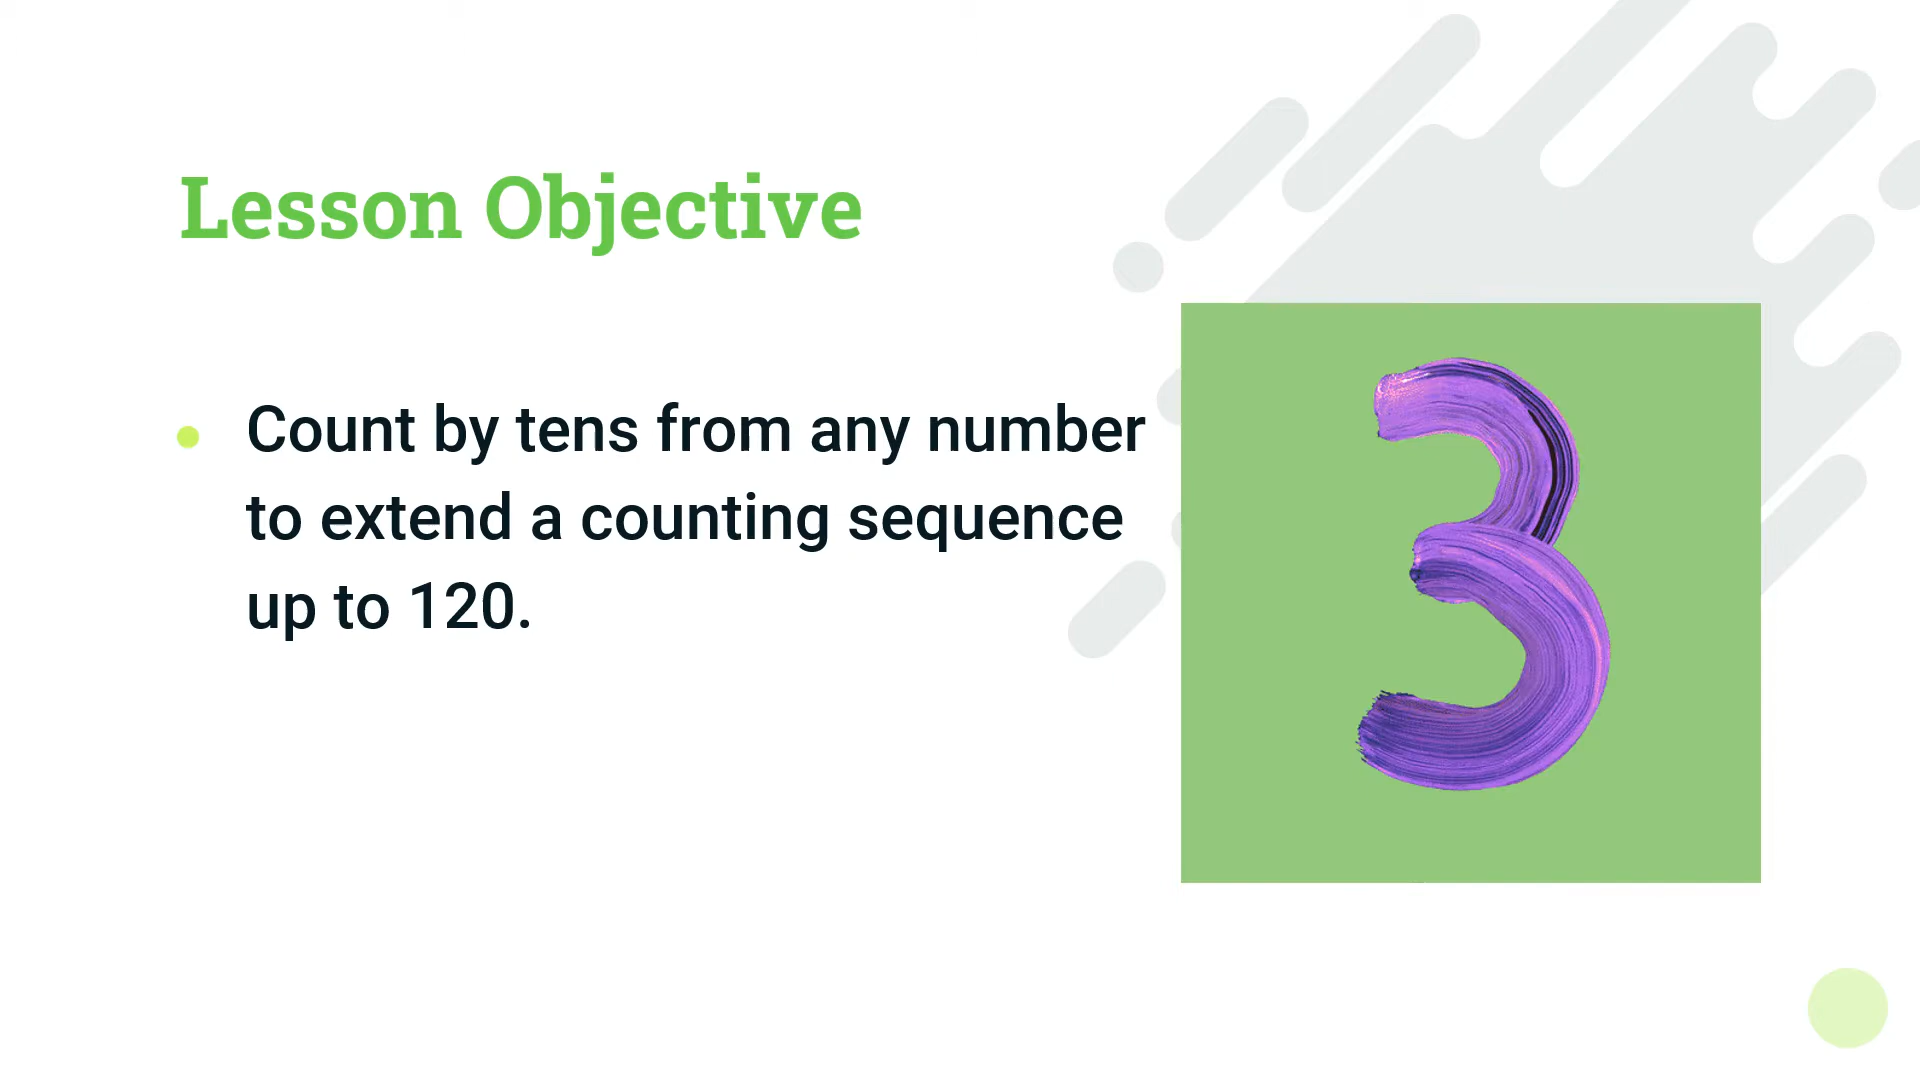 Lesson Objective
Count by tens from any number
to extend a counting sequence
up to 120.
3